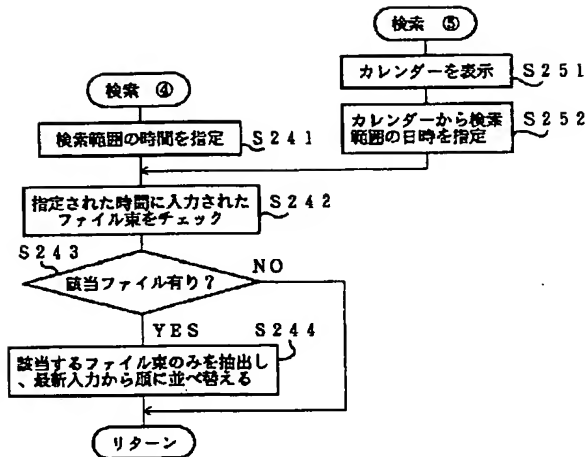 検索 ⑤
カレンダーを表示
S251
検索 ④
カレンダーから検索
範囲の日時を指定
S252
検索範囲の時間を指定
S241
指定された時間に入力された
ファイル束をチェック
S242
S243
該当ファイル有り?
NO
YES
S244
該当するファイル束のみを抽出し
、最新入力から順に並べ替える
リターン